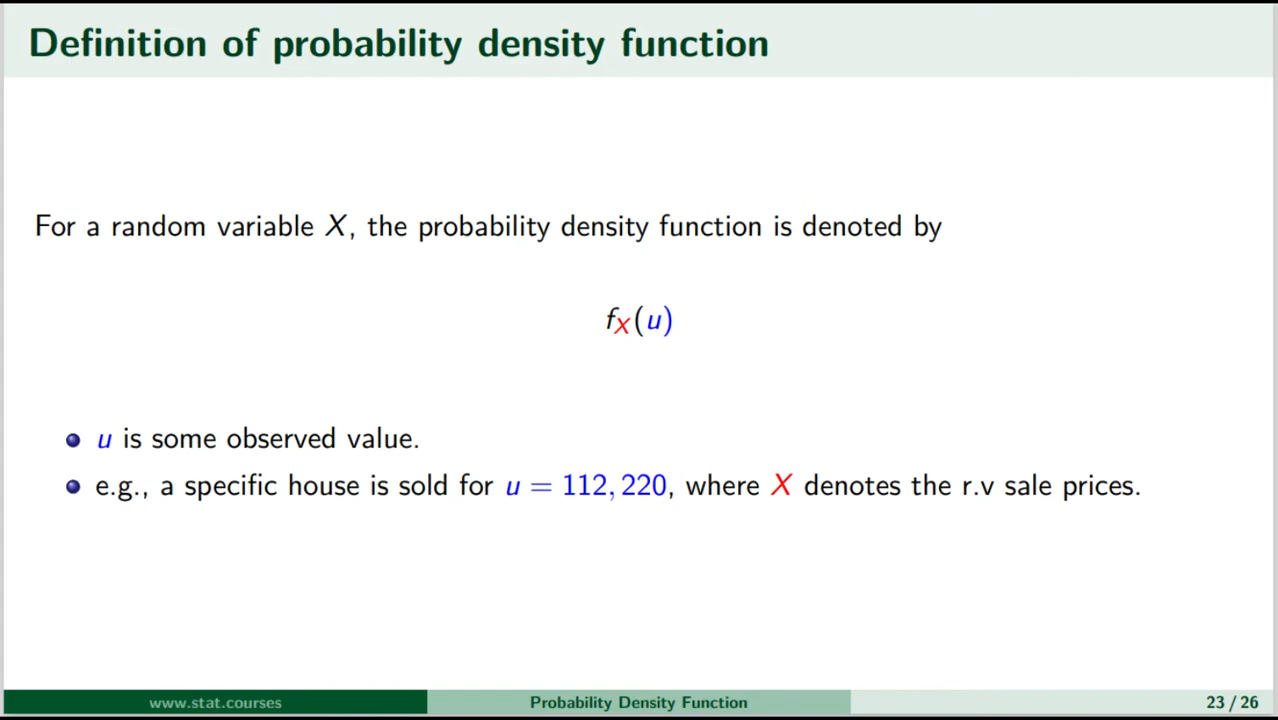 Definition of probability density function
For a random variable X, the probability density function is denoted by
f_X(u)
u is some observed value.
e.g., a specific house is sold for u = 112, 220, where X denotes the r.v sale prices.
www.stat.courses
Probability Density Function
23 / 26